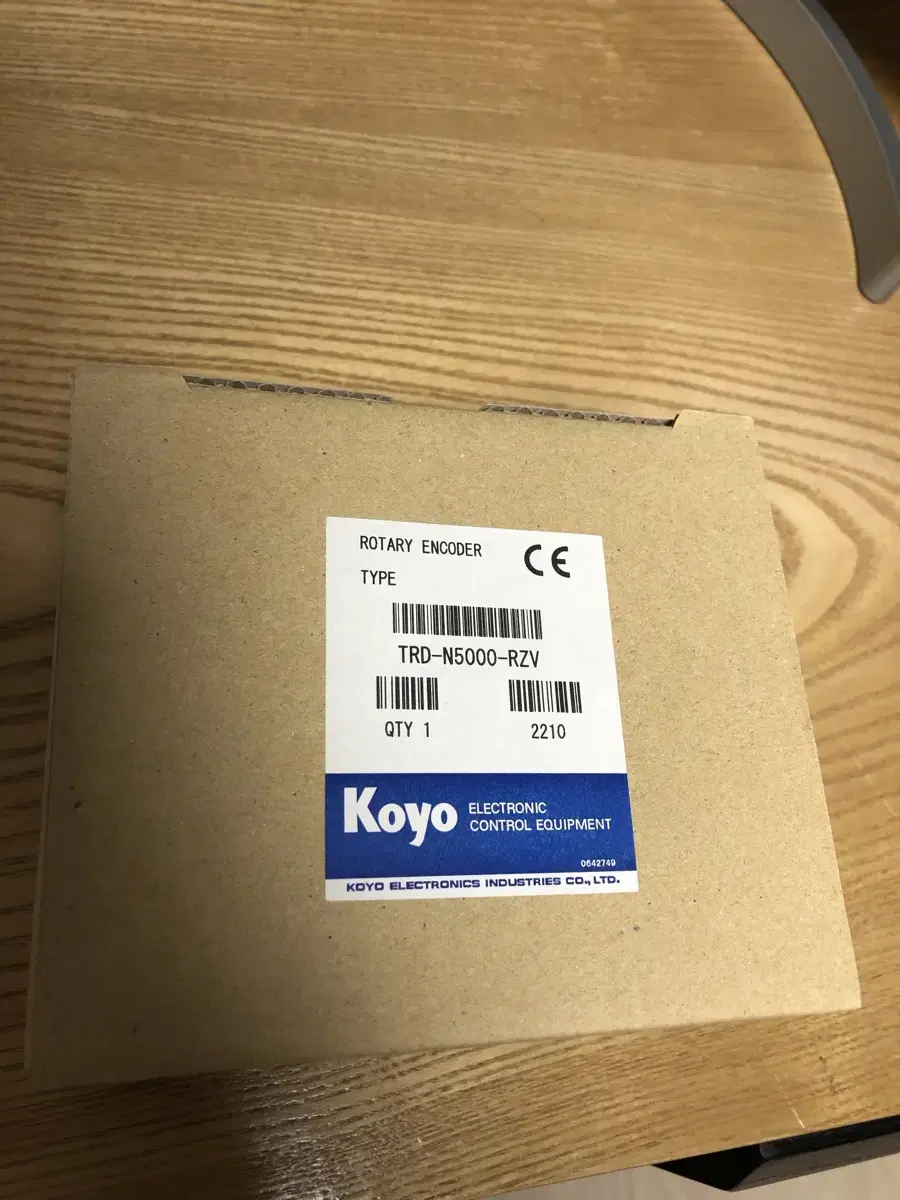 ROTARY ENCODER CE
TYPE
TRD-N5000-RZV
QTY 1 2210
Koyo ELECTRONIC
CONTROL EQUIPMENT
0642749
KOYO ELECTRONICS INDUSTRIES CO., LTD.